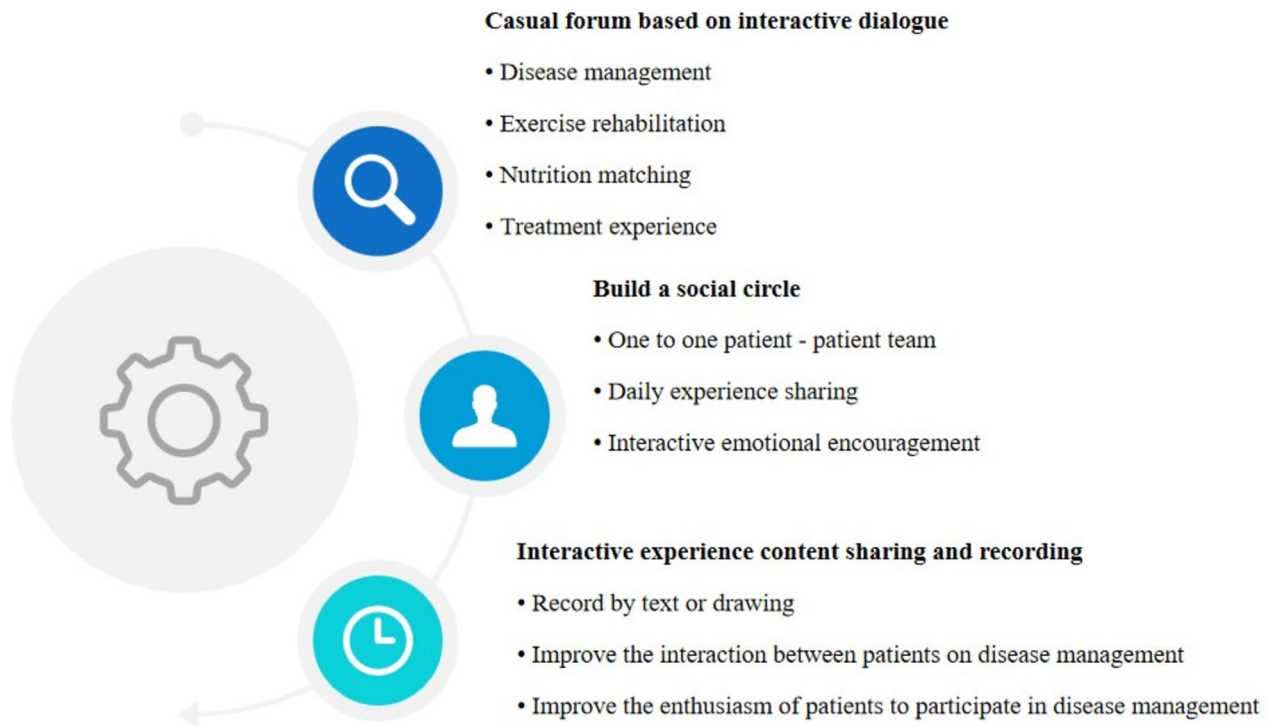 Casual forum based on interactive dialogue
• Disease management
• Exercise rehabilitation
• Nutrition matching
• Treatment experience
Build a social circle
• One to one patient - patient team
• Daily experience sharing
• Interactive emotional encouragement
Interactive experience content sharing and recording
• Record by text or drawing
• Improve the interaction between patients on disease management
• Improve the enthusiasm of patients to participate in disease management